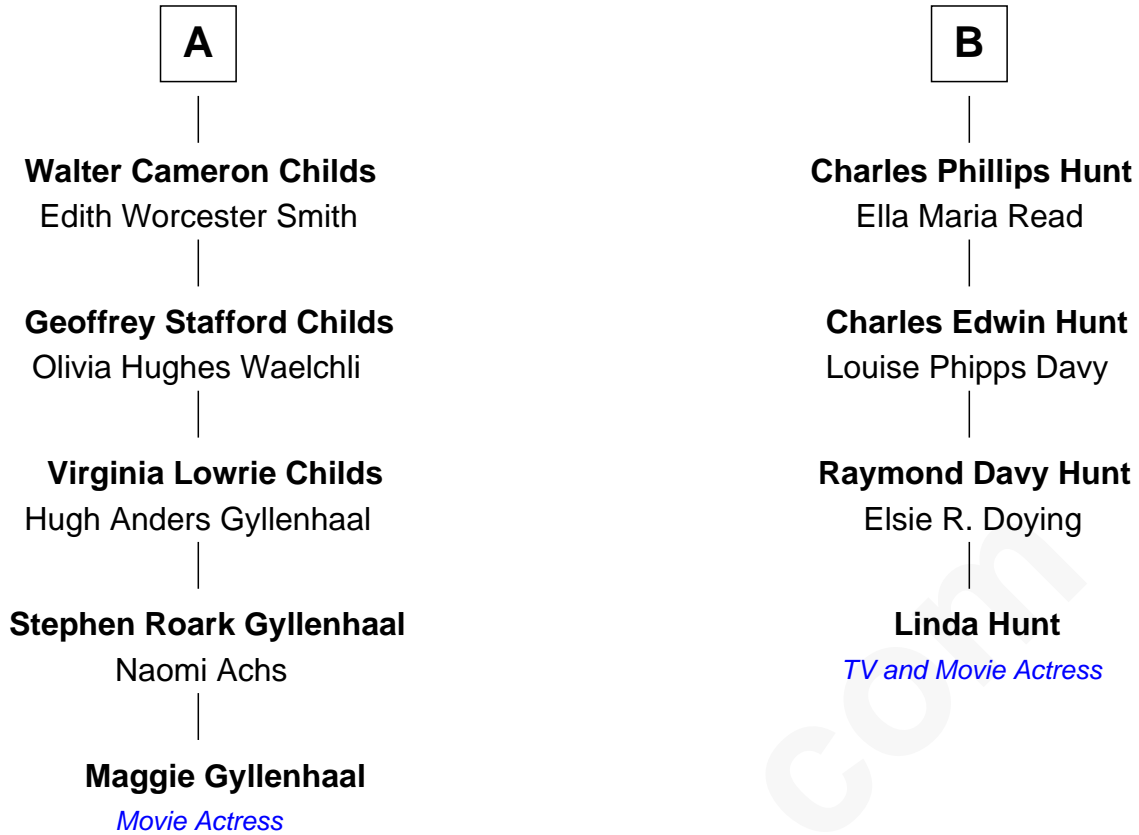 A
Walter Cameron Childs
Edith Worcester Smith
Geoffrey Stafford Childs
Olivia Hughes Waelchli
Virginia Lowrie Childs
Hugh Anders Gyllenhaal
Stephen Roark Gyllenhaal
Naomi Achs
Maggie Gyllenhaal
Movie Actress
B
Charles Phillips Hunt
Ella Maria Read
Charles Edwin Hunt
Louise Phipps Davy
Raymond Davy Hunt
Elsie R. Doying
Linda Hunt
TV and Movie Actress
com